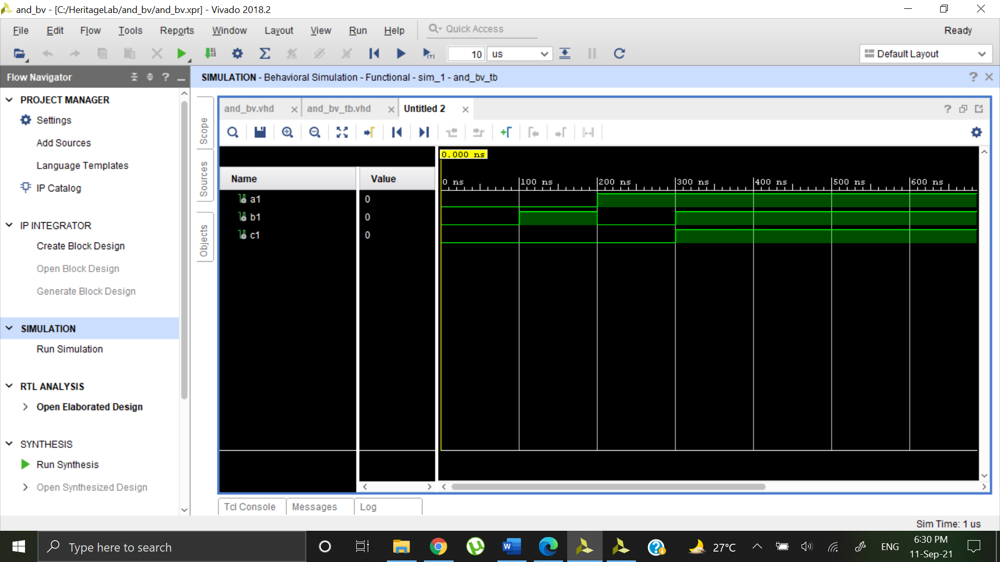 and_bv - [C:/HeritageLab/and_bv/and_bv.xpr] - Vivado 2018.2
File Edit Flow Tools Reports Window Layout View Run Help Quick Access Ready
10 us Default Layout
Flow Navigator
SIMULATION - Behavioral Simulation - Functional - sim_1 - and_bv_tb
PROJECT MANAGER
Settings
Add Sources
Language Templates
IP Catalog
IP INTEGRATOR
Create Block Design
Open Block Design
Generate Block Design
SIMULATION
Run Simulation
RTL ANALYSIS
Open Elaborated Design
SYNTHESIS
Run Synthesis
Open Synthesized Design
Scope
Sources
Objects
and_bv.vhd and_bv_tb.vhd Untitled 2
0.000 ns
Name Value
0 ns 100 ns 200 ns 300 ns 400 ns 500 ns 600 ns
a1 0
b1 0
c1 0
Tcl Console Messages Log
Sim Time: 1 us
Type here to search
27°C
ENG
6:30 PM
11-Sep-21